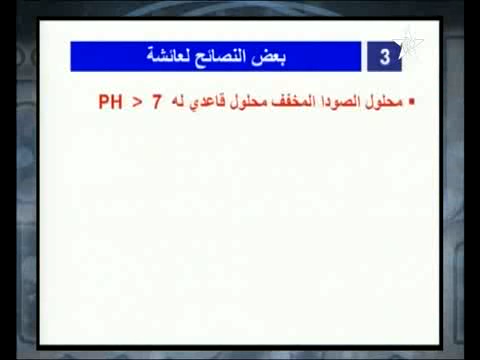 3 بعض النصائح لعائشة
▪ محلول الصودا المخفف محلول قاعدي له PH > 7